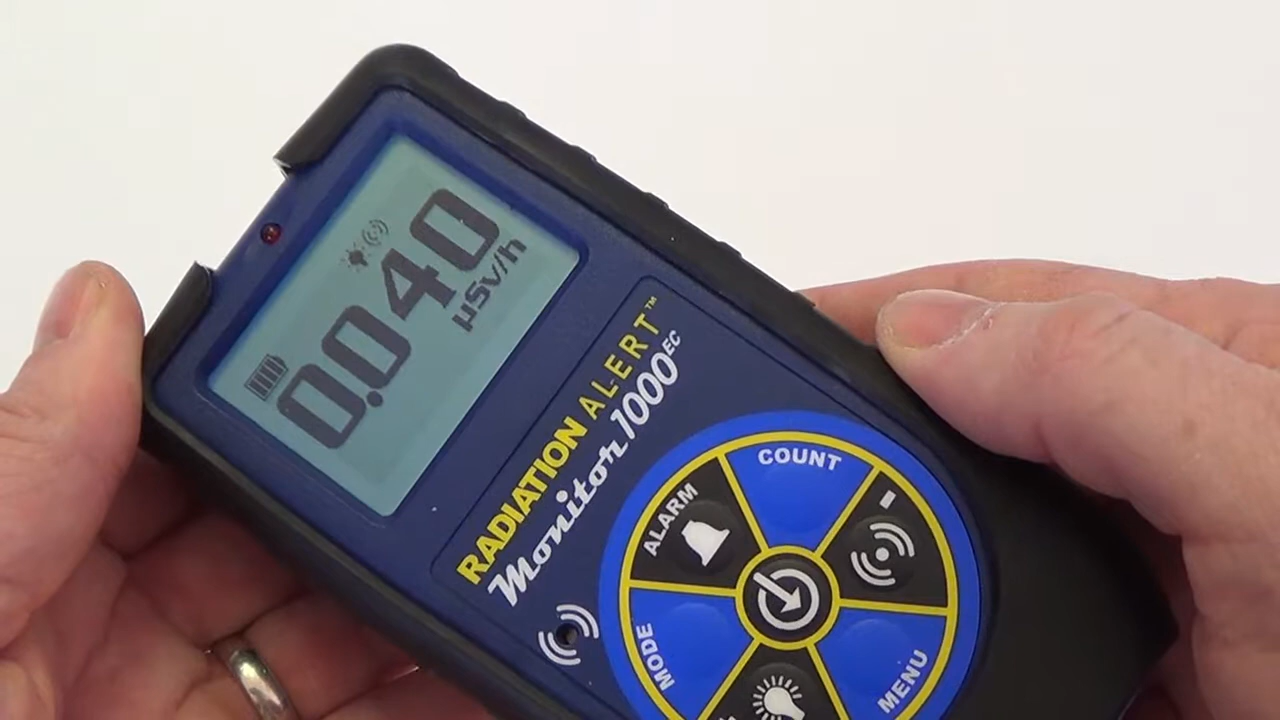 0.040
µSv/h
RADIATION ALERT™
Monitor 1000EC
COUNT
ALARM
-
MODE
MENU